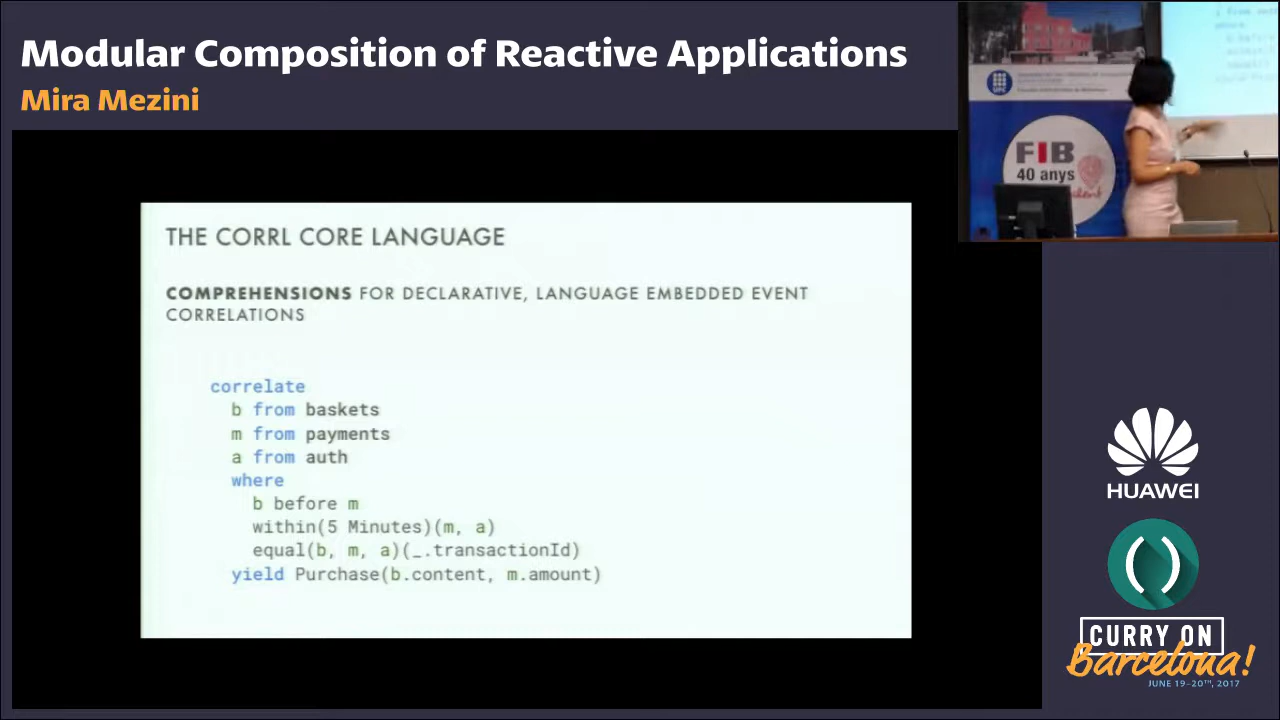 Modular Composition of Reactive Applications
Mira Mezini
UPC
FIB
40 anys
THE CORRL CORE LANGUAGE
COMPREHENSIONS FOR DECLARATIVE, LANGUAGE EMBEDDED EVENT
CORRELATIONS
correlate
b from baskets
m from payments
a from auth
where
b before m
within(5 Minutes)(m, a)
equal(b, m, a)(_.transactionId)
yield Purchase(b.content, m.amount)
HUAWEI
CURRY ON
Barcelona!
JUNE 19-20TH, 2017